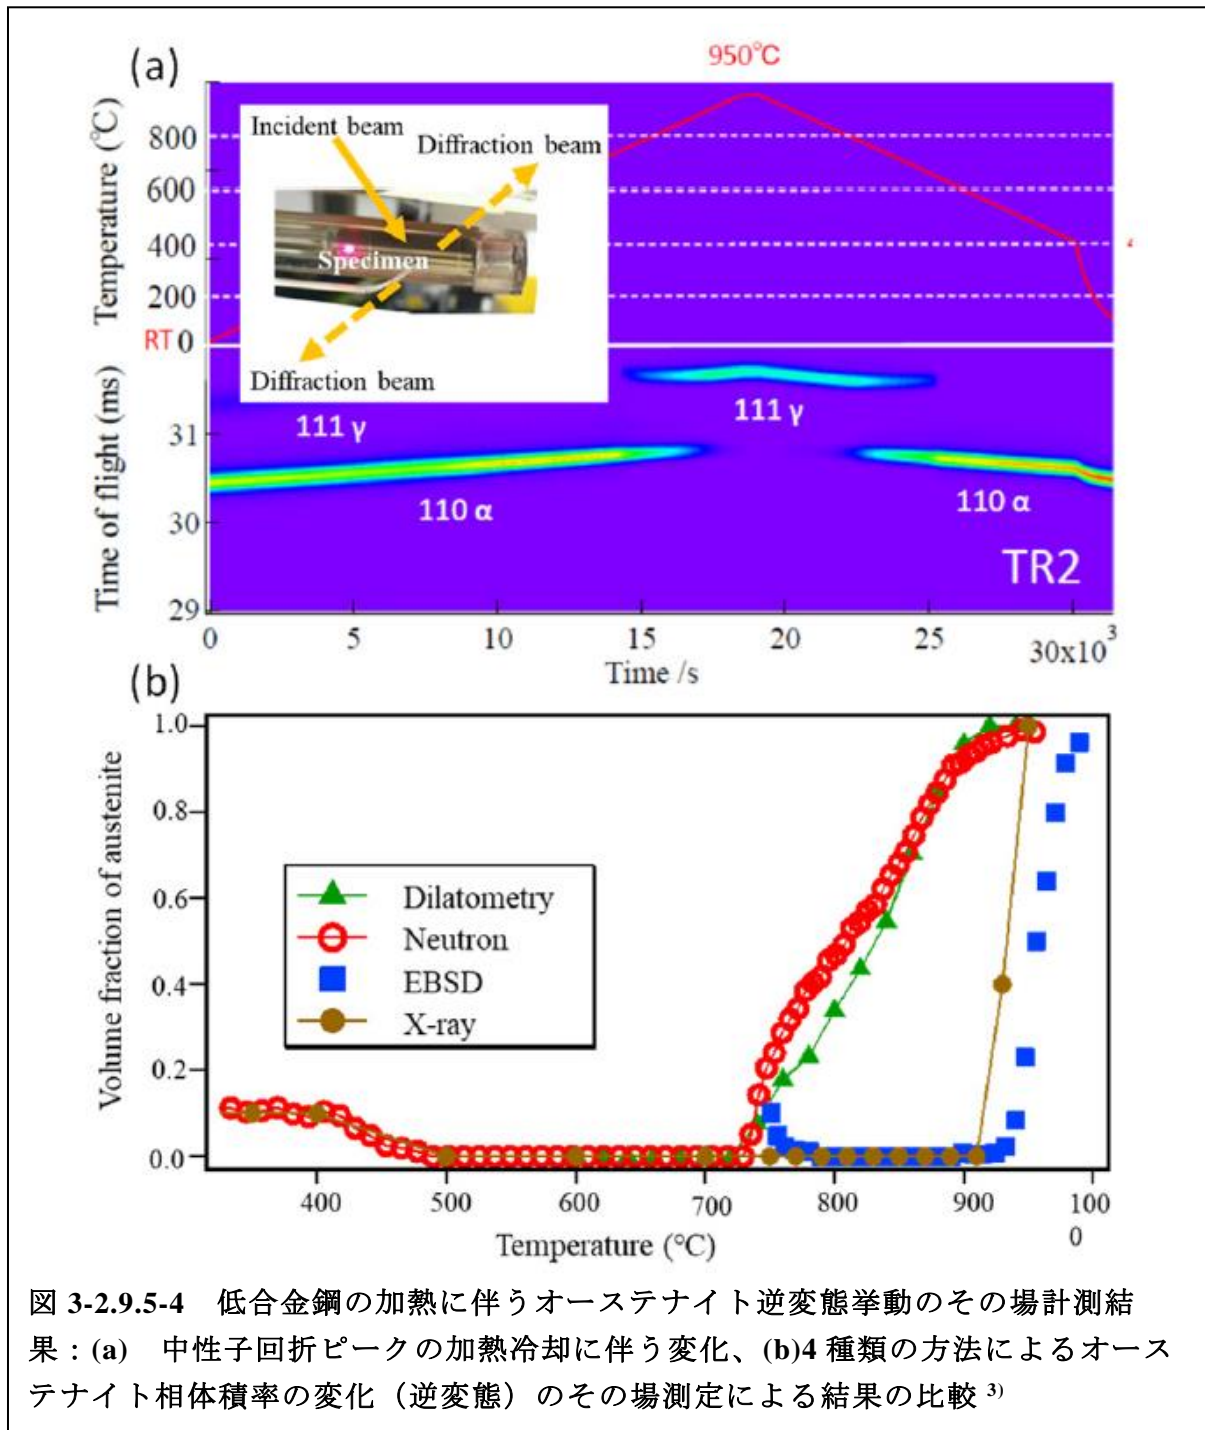 (a)
950℃
Temperature (℃)
800
600
400
200
RT 0
Incident beam
Diffraction beam
Specimen
Diffraction beam
Time of flight (ms)
31
30
29
111 γ
111 γ
110 α
110 α
TR2
0 5 10 15 20 25 30x10³
Time /s
(b)
Volume fraction of austenite
1.0
0.8
0.6
0.4
0.2
0.0
Dilatometry
Neutron
EBSD
X-ray
400 500 600 700 800 900 100
0
Temperature (℃)
図 3-2.9.5-4 低合金鋼の加熱に伴うオーステナイト逆変態挙動のその場計測結
果：(a) 中性子回折ピークの加熱冷却に伴う変化、(b)4 種類の方法によるオース
テナイト相体積率の変化（逆変態）のその場測定による結果の比較 ³⁾